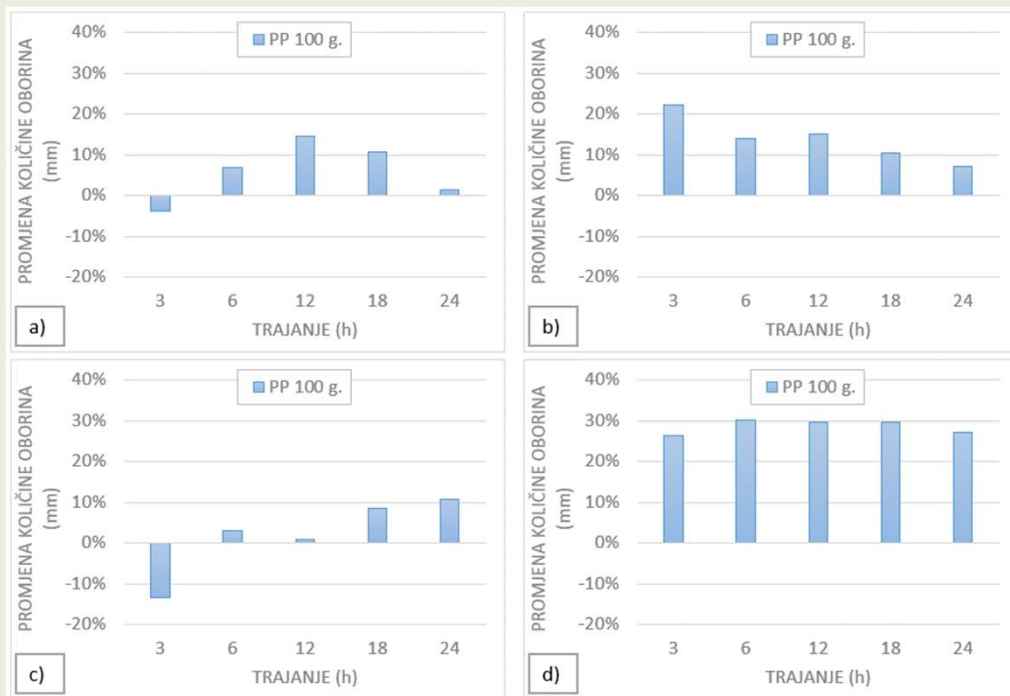 PP 100 g.
PROMJENA KOLIČINE OBORINA
(mm)
40%
30%
20%
10%
0%
-10%
-20%
3 6 12 18 24
TRAJANJE (h)
a)
PP 100 g.
PROMJENA KOLIČINE OBORINA
(mm)
40%
30%
20%
10%
0%
-10%
-20%
3 6 12 18 24
TRAJANJE (h)
b)
PP 100 g.
PROMJENA KOLIČINE OBORINA
(mm)
40%
30%
20%
10%
0%
-10%
-20%
3 6 12 18 24
TRAJANJE (h)
c)
PP 100 g.
PROMJENA KOLIČINE OBORINA
(mm)
40%
30%
20%
10%
0%
-10%
-20%
3 6 12 18 24
TRAJANJE (h)
d)